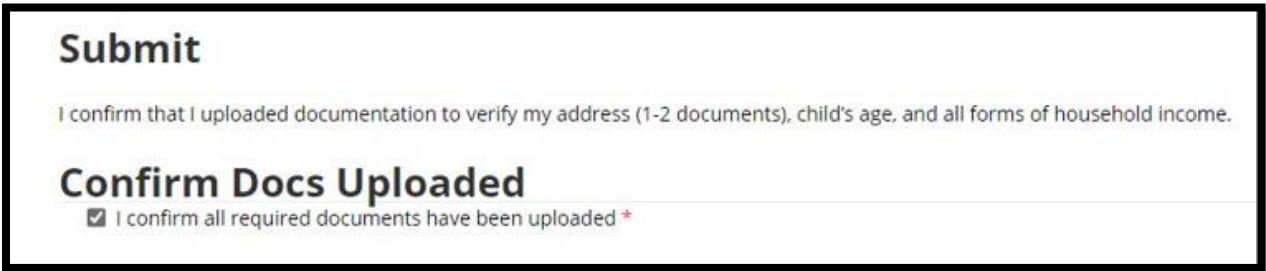 Submit
I confirm that I uploaded documentation to verify my address (1-2 documents), child's age, and all forms of household income.
Confirm Docs Uploaded
I confirm all required documents have been uploaded *